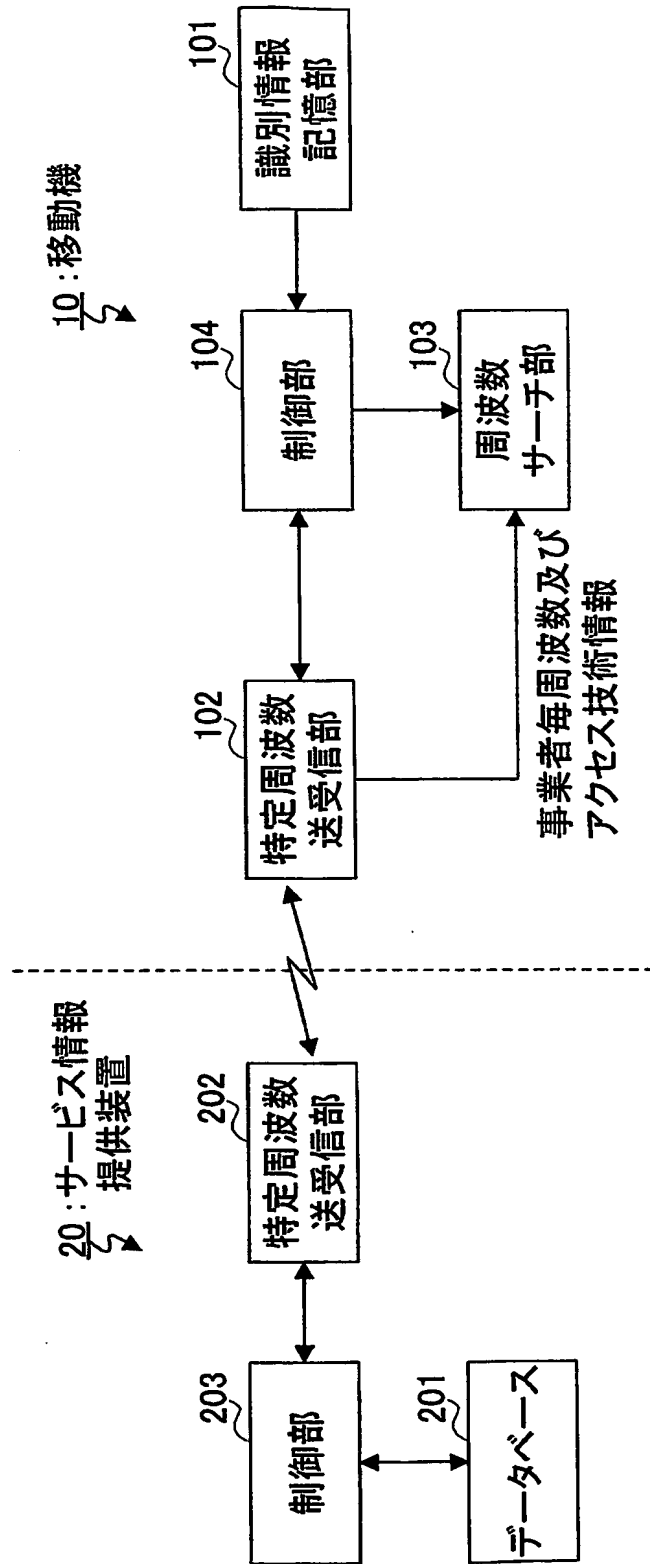 20:サービス情報
提供装置
203
制御部
201
データベース
202
特定周波数
送受信部
10:移動機
102
特定周波数
送受信部
104
制御部
101
識別情報
記憶部
103
周波数
サーチ部
事業者毎周波数及び
アクセス技術情報